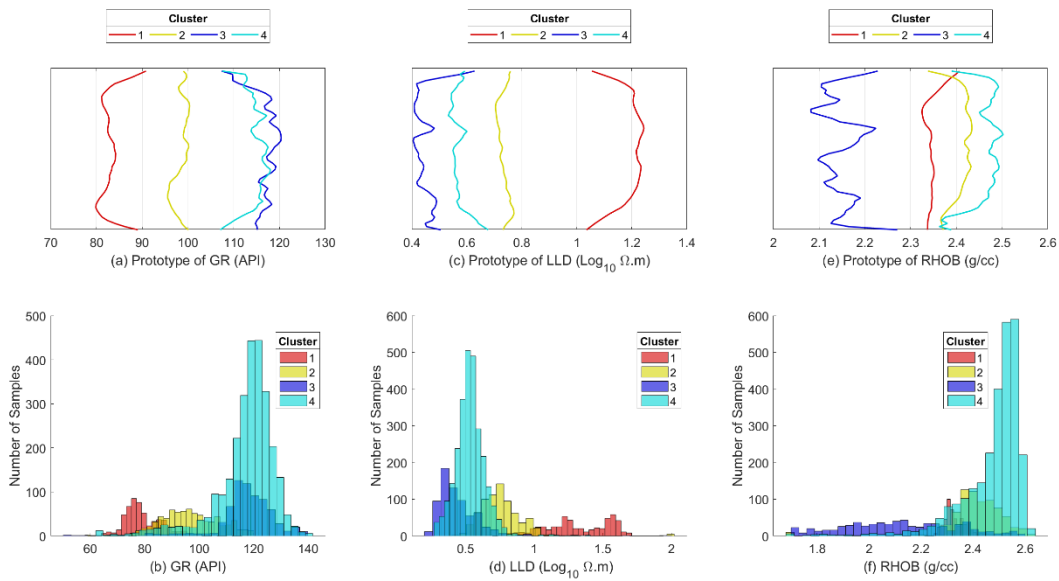 Cluster
1 2 3 4
70 80 90 100 110 120 130
(a) Prototype of GR (API)
Cluster
1 2 3 4
0.4 0.6 0.8 1 1.2 1.4
(c) Prototype of LLD (Log10 Ω.m)
Cluster
1 2 3 4
2 2.1 2.2 2.3 2.4 2.5 2.6
(e) Prototype of RHOB (g/cc)
500
400
300
200
100
0
Number of Samples
Cluster
1
2
3
4
60 80 100 120 140
(b) GR (API)
600
500
400
300
200
100
0
Number of Samples
Cluster
1
2
3
4
0.5 1 1.5 2
(d) LLD (Log10 Ω.m)
600
500
400
300
200
100
0
Number of Samples
Cluster
1
2
3
4
1.8 2 2.2 2.4 2.6
(f) RHOB (g/cc)